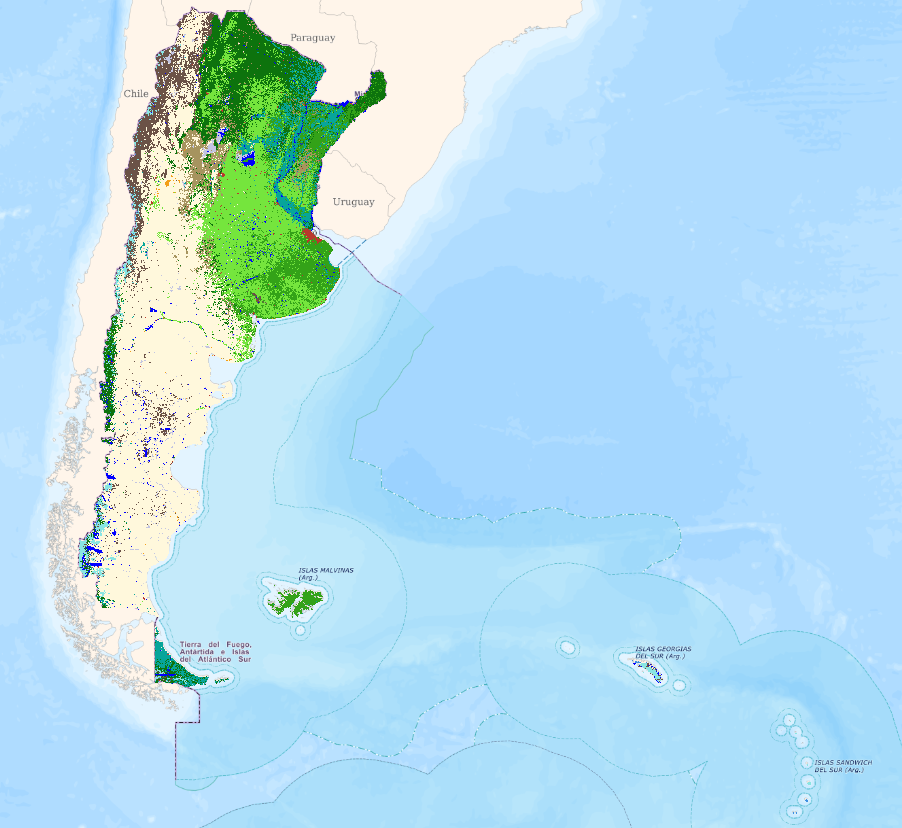 Paraguay
Chile
Mi
Uruguay
ISLAS MALVINAS
(Arg.)
Tierra del Fuego,
Antártida e Islas
del Atlántico Sur
ISLAS GEORGIAS
DEL SUR (Arg.)
ISLAS SANDWICH
DEL SUR (Arg.)